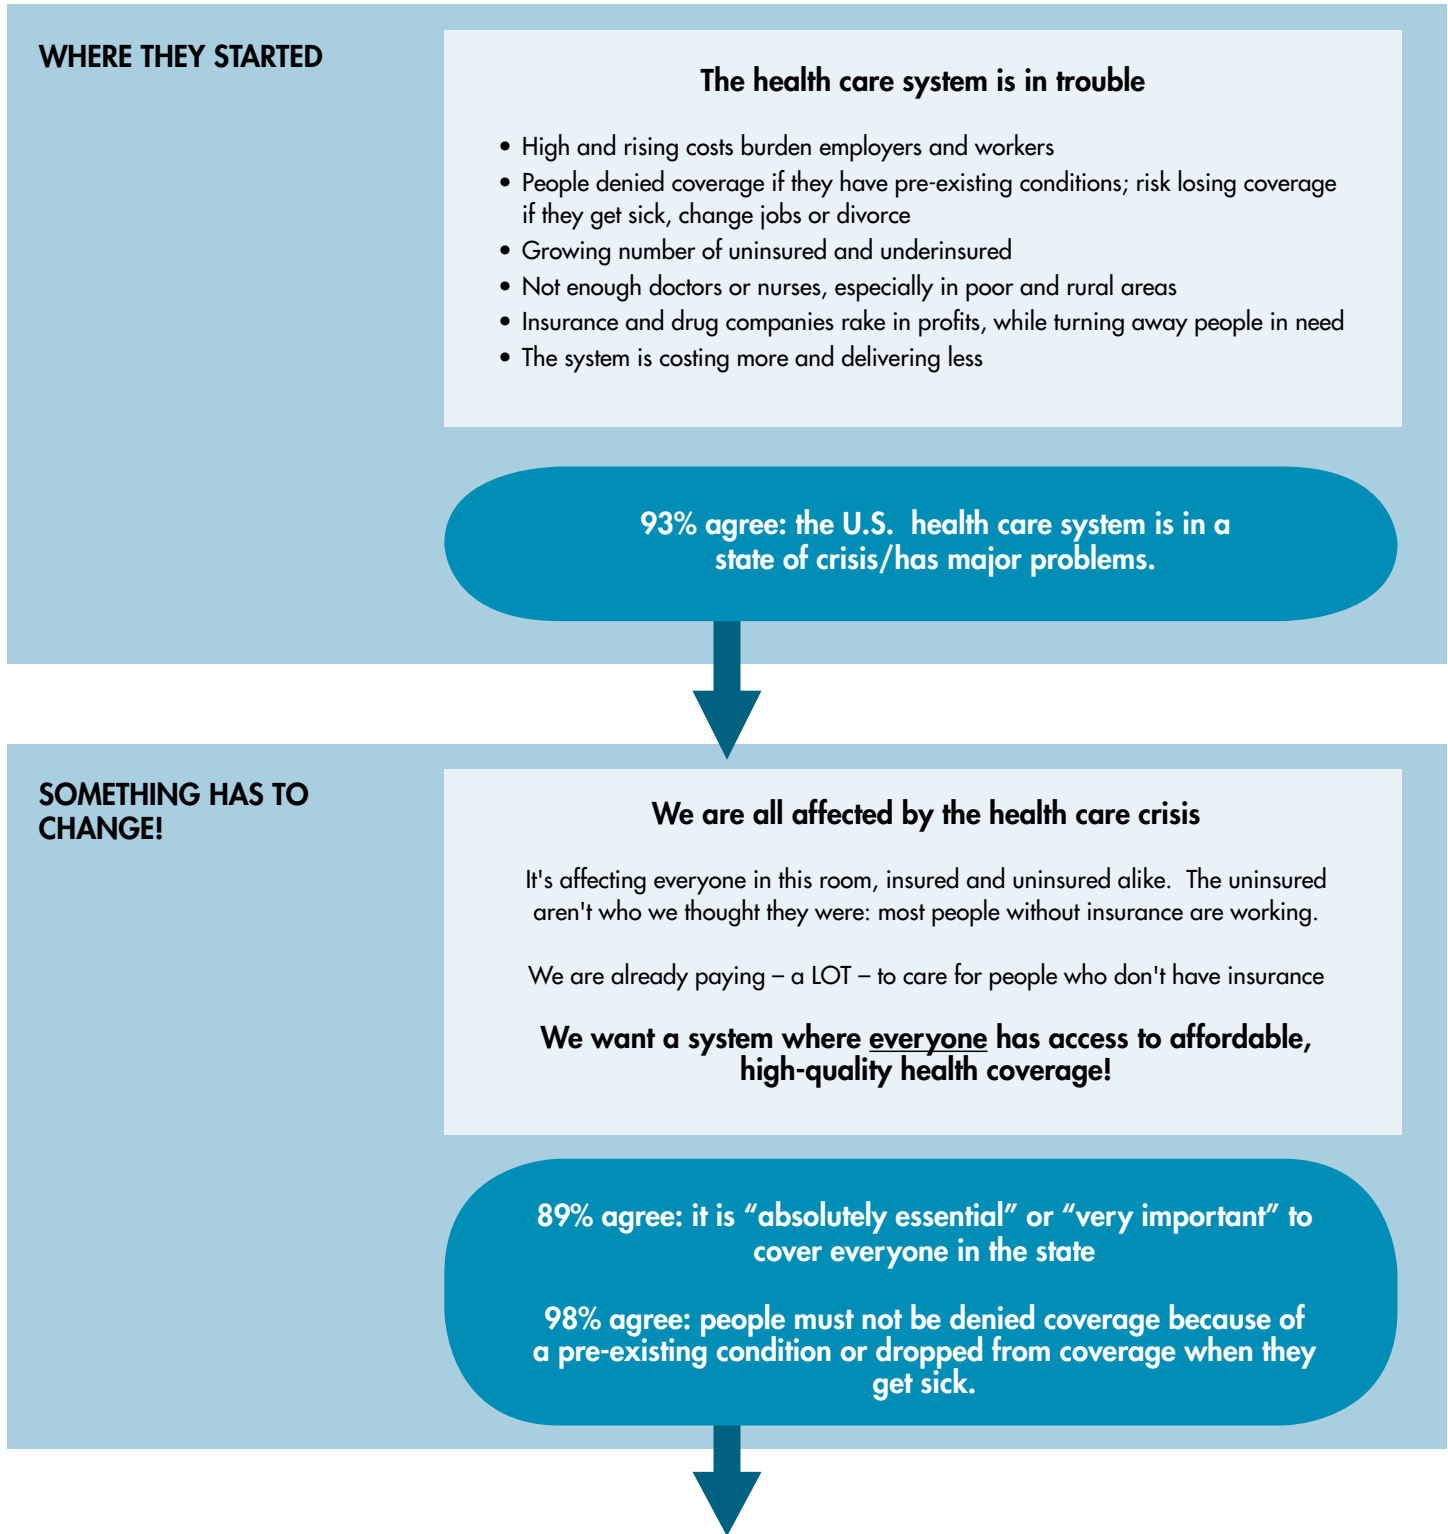 WHERE THEY STARTED
The health care system is in trouble
• High and rising costs burden employers and workers
• People denied coverage if they have pre-existing conditions; risk losing coverage
if they get sick, change jobs or divorce
• Growing number of uninsured and underinsured
• Not enough doctors or nurses, especially in poor and rural areas
• Insurance and drug companies rake in profits, while turning away people in need
• The system is costing more and delivering less
93% agree: the U.S.  health care system is in a
state of crisis/has major problems.
SOMETHING HAS TO
CHANGE!
We are all affected by the health care crisis
It's affecting everyone in this room, insured and uninsured alike.  The uninsured
aren't who we thought they were: most people without insurance are working.
We are already paying – a LOT – to care for people who don't have insurance
We want a system where everyone has access to affordable,
high-quality health coverage!
89% agree: it is “absolutely essential” or “very important” to
cover everyone in the state
98% agree: people must not be denied coverage because of
a pre-existing condition or dropped from coverage when they
get sick.